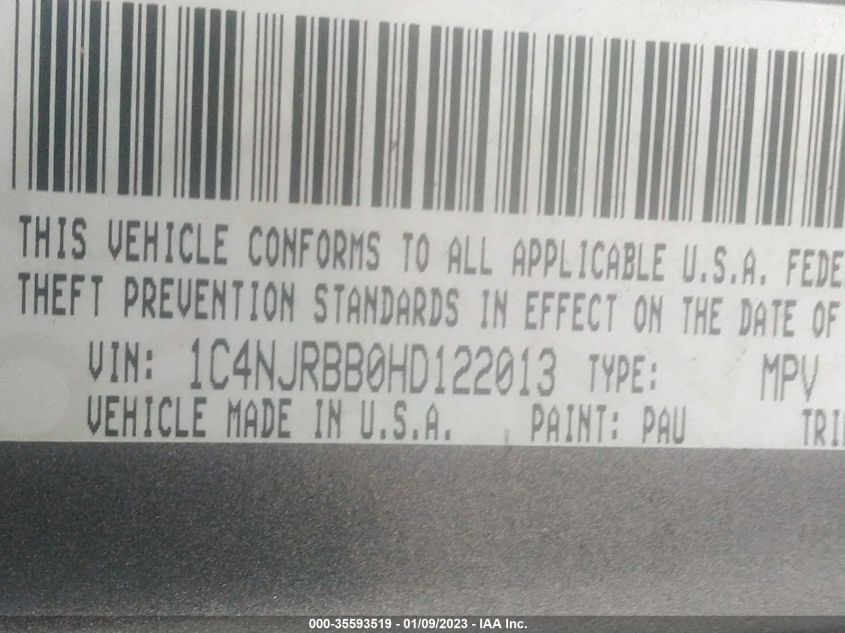 THIS VEHICLE CONFORMS TO ALL APPLICABLE U.S.A. FEDE
THEFT PREVENTION STANDARDS IN EFFECT ON THE DATE OF
VIN: 1C4NJRBB0HD122013 TYPE: MPV
VEHICLE MADE IN U.S.A. PAINT: PAU TRI
000-35593519 - 01/09/2023 - IAA Inc.